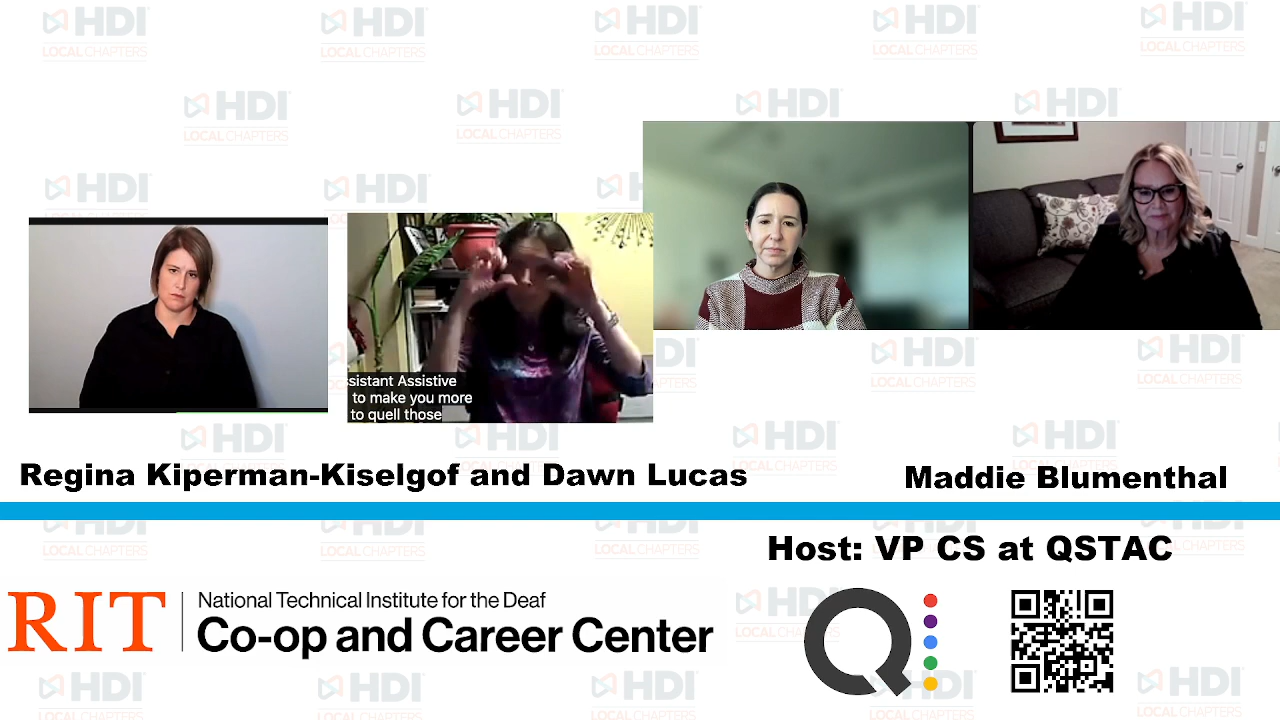 HDI
LOCAL CHAPTERS
sistant Assistive
to make you more
to quell those
Regina Kiperman-Kiselgof and Dawn Lucas
Maddie Blumenthal
Host: VP CS at QSTAC
RIT
National Technical Institute for the Deaf
Co-op and Career Center
Q